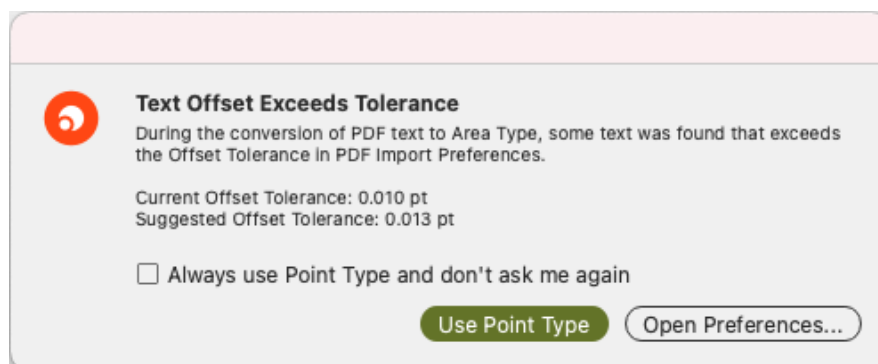 Text Offset Exceeds Tolerance
During the conversion of PDF text to Area Type, some text was found that exceeds
the Offset Tolerance in PDF Import Preferences.
Current Offset Tolerance: 0.010 pt
Suggested Offset Tolerance: 0.013 pt
Always use Point Type and don't ask me again
Use Point Type Open Preferences...